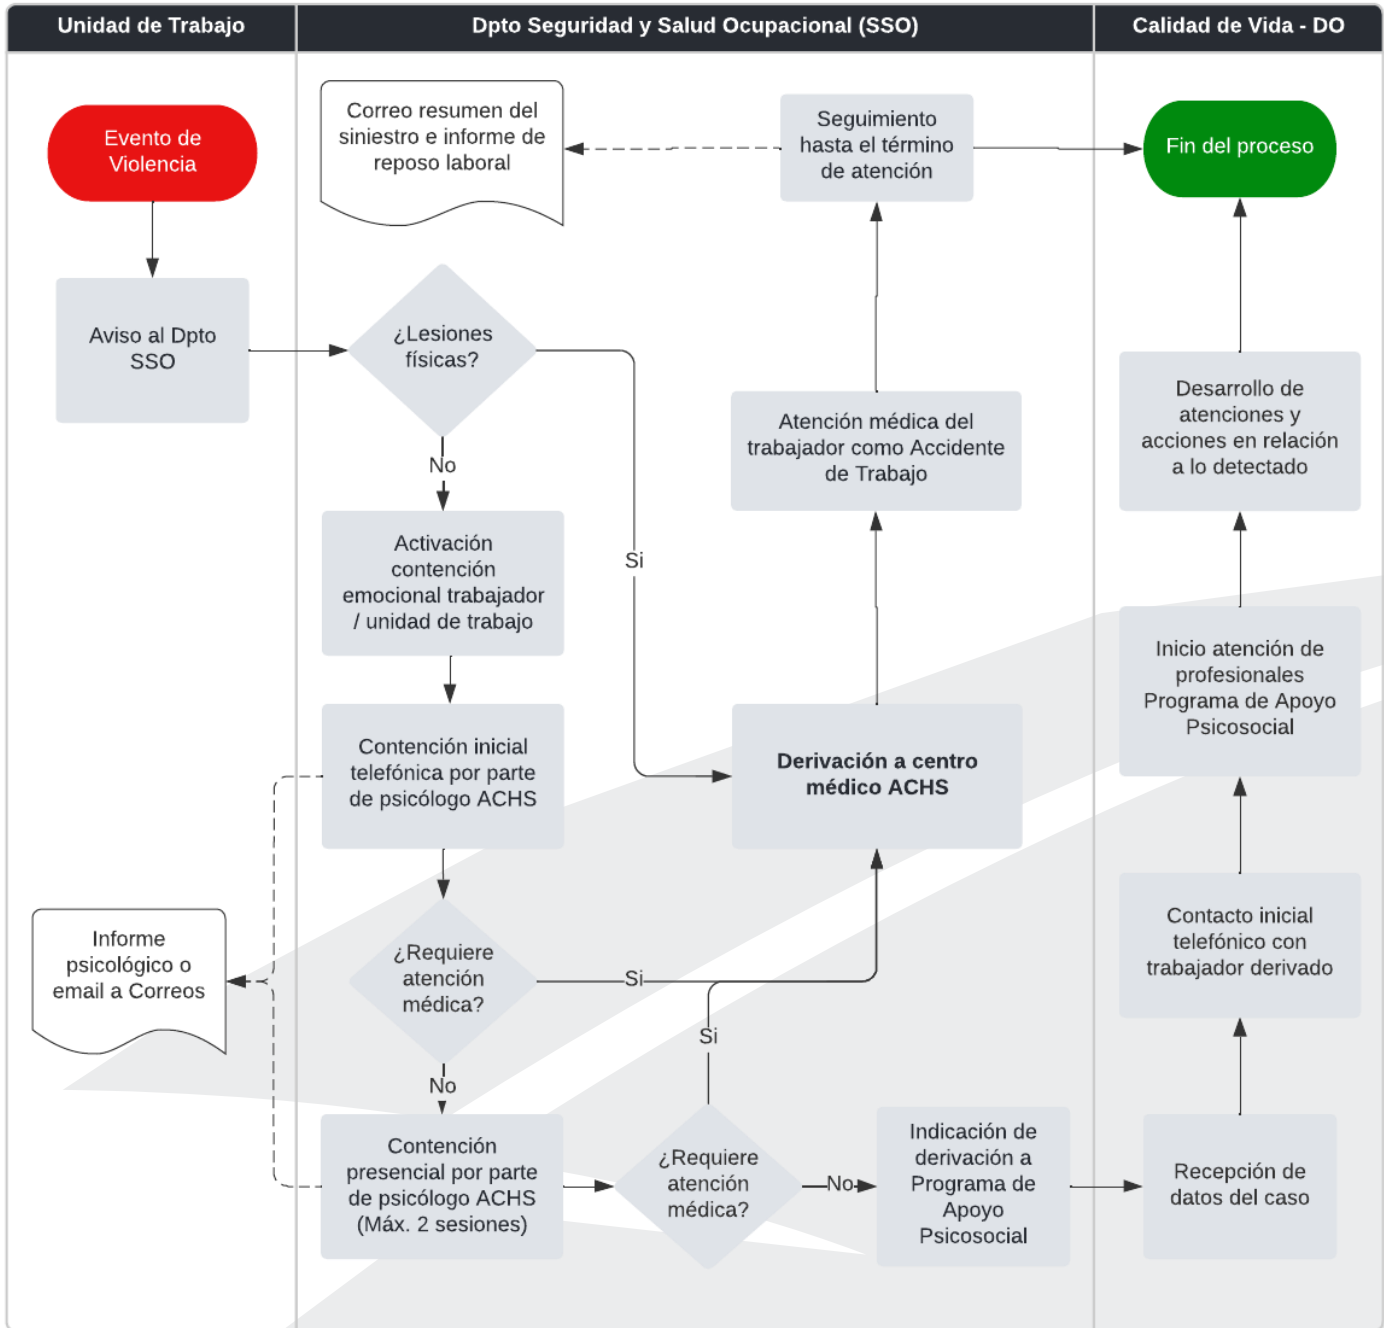 Unidad de Trabajo
Dpto Seguridad y Salud Ocupacional (SSO)
Calidad de Vida - DO
Evento de
Violencia
Aviso al Dpto
SSO
Informe
psicológico o
email a Correos
Correo resumen del
siniestro e informe de
reposo laboral
¿Lesiones
físicas?
No
Si
Activación
contención
emocional trabajador
/ unidad de trabajo
Contención inicial
telefónica por parte
de psicólogo ACHS
¿Requiere
atención
médica?
Si
No
Contención
presencial por parte
de psicólogo ACHS
(Máx. 2 sesiones)
¿Requiere
atención
médica?
Si
No
Indicación de
derivación a
Programa de
Apoyo
Psicosocial
Derivación a centro
médico ACHS
Atención médica del
trabajador como Accidente
de Trabajo
Seguimiento
hasta el término
de atención
Recepción de
datos del caso
Contacto inicial
telefónico con
trabajador derivado
Inicio atención de
profesionales
Programa de Apoyo
Psicosocial
Desarrollo de
atenciones y
acciones en relación
a lo detectado
Fin del proceso